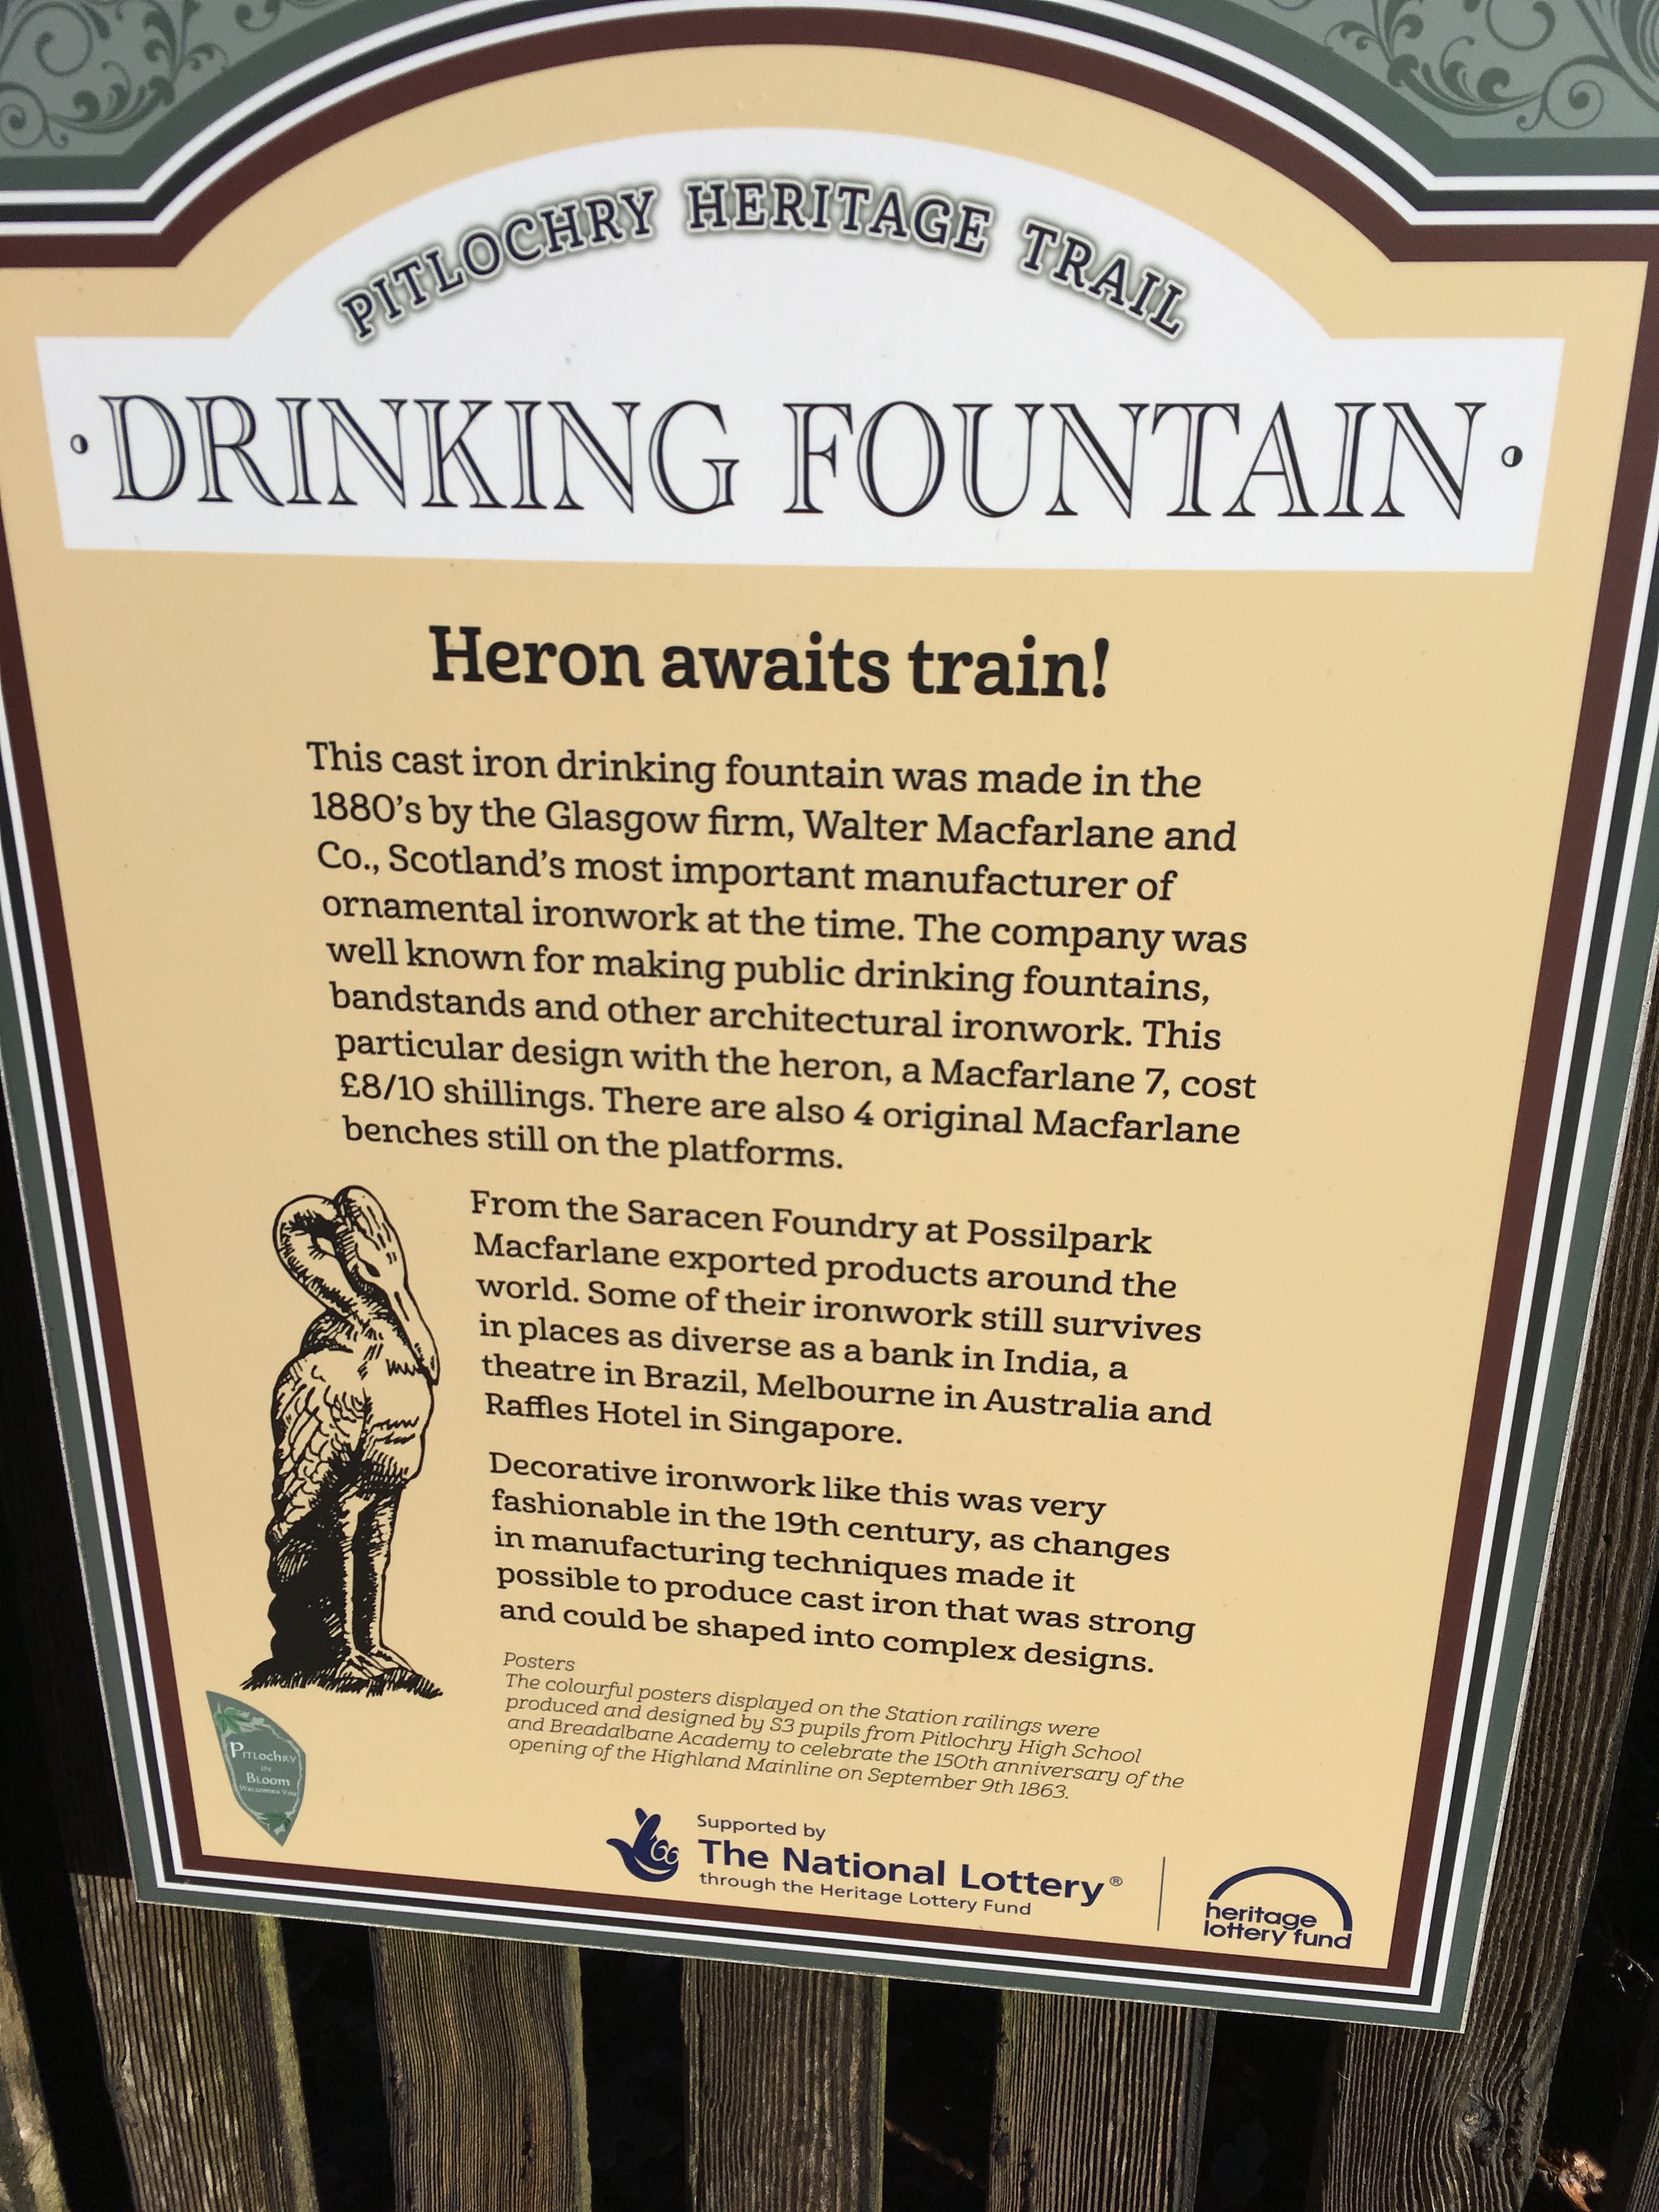 PITLOCHRY HERITAGE TRAIL
·DRINKING FOUNTAIN·
Heron awaits train!
This cast iron drinking fountain was made in the
1880's by the Glasgow firm, Walter Macfarlane and
Co., Scotland's most important manufacturer of
ornamental ironwork at the time. The company was
well known for making public drinking fountains,
bandstands and other architectural ironwork. This
particular design with the heron, a Macfarlane 7, cost
£8/10 shillings. There are also 4 original Macfarlane
benches still on the platforms.
From the Saracen Foundry at Possilpark
Macfarlane exported products around the
world. Some of their ironwork still survives
in places as diverse as a bank in India, a
theatre in Brazil, Melbourne in Australia and
Raffles Hotel in Singapore.
Decorative ironwork like this was very
fashionable in the 19th century, as changes
in manufacturing techniques made it
possible to produce cast iron that was strong
and could be shaped into complex designs.
Posters
The colourful posters displayed on the Station railings were
produced and designed by S3 pupils from Pitlochry High School
and Breadalbane Academy to celebrate the 150th anniversary of the
opening of the Highland Mainline on September 9th 1863.
PITLOCHRY
IN
BLOOM
WELCOMES YOU
Supported by
The National Lottery®
through the Heritage Lottery Fund
heritage
lottery fund